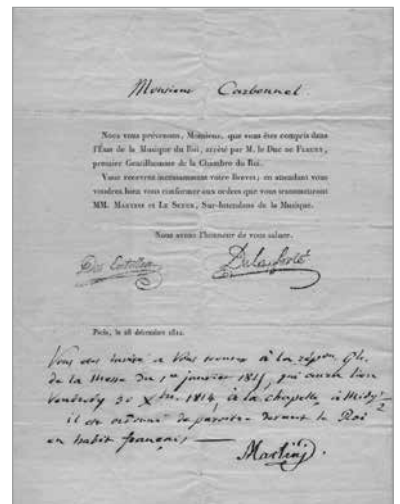 Monsieur Carbonnel
Nous vous prévenons, Monsieur, que vous êtes compris dans
l'État de la Musique du Roi, arrêté par M. le Duc de FLEURY,
premier Gentilhomme de la Chambre du Roi.
Vous recevrez incessamment votre Brevet; en attendant vous
voudrez bien vous conformer aux ordres que vous transmettront
MM. MARTINI et LE SUEUR, Sur-Intendans de la Musique.
Nous avons l'honneur de vous saluer.
Paris, le 28 décembre 1814.
Vous êtes invité à vous trouver à la répon. Gle.
de la Messe du 1er janvier 1815, qui aura lieu
Vendredy 30 Xbre. 1814, à la chapelle, à Midy.
il est ordonné de paroitre devant le Roi
en habit français,
Martini